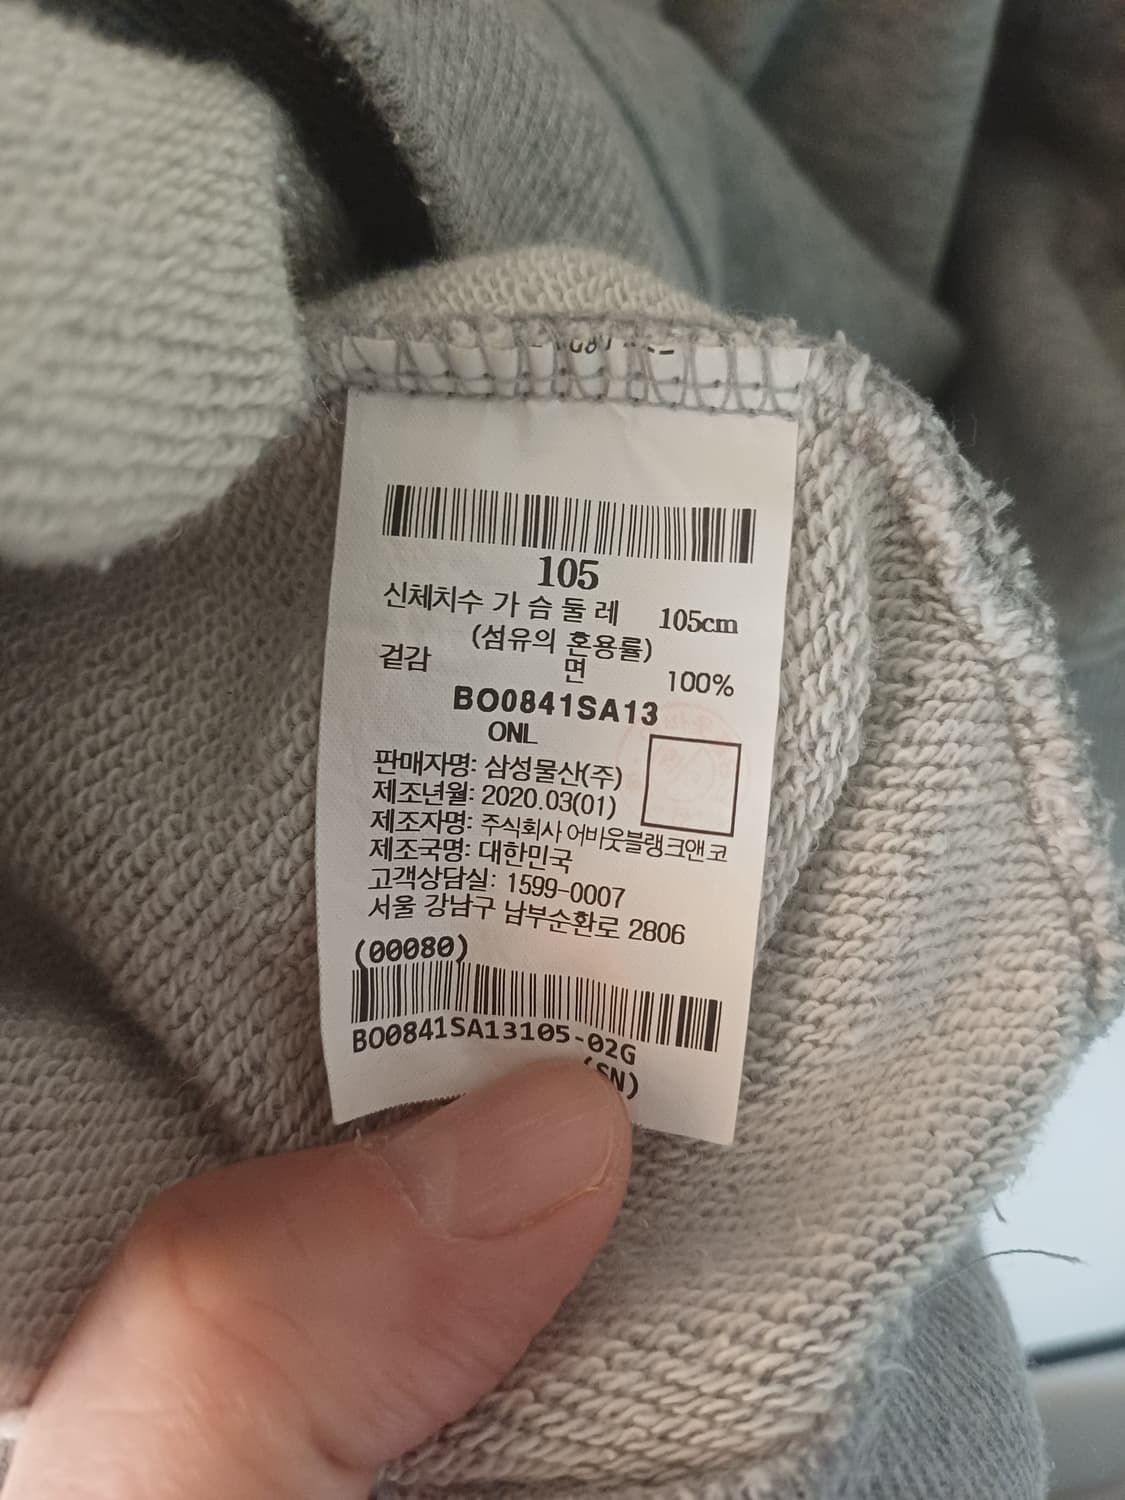 105
신체치수 가 슴 둘 레 105cm
(섬유의 혼용률)
겉감 면 100%
BO0841SA13
ONL
판매자명: 삼성물산(주)
제조년월: 2020.03(01)
제조자명: 주식회사 어바웃블랭크앤코
제조국명: 대한민국
고객상담실: 1599-0007
서울 강남구 남부순환로 2806
(00080)
BO0841SA13105-02G
(SN)